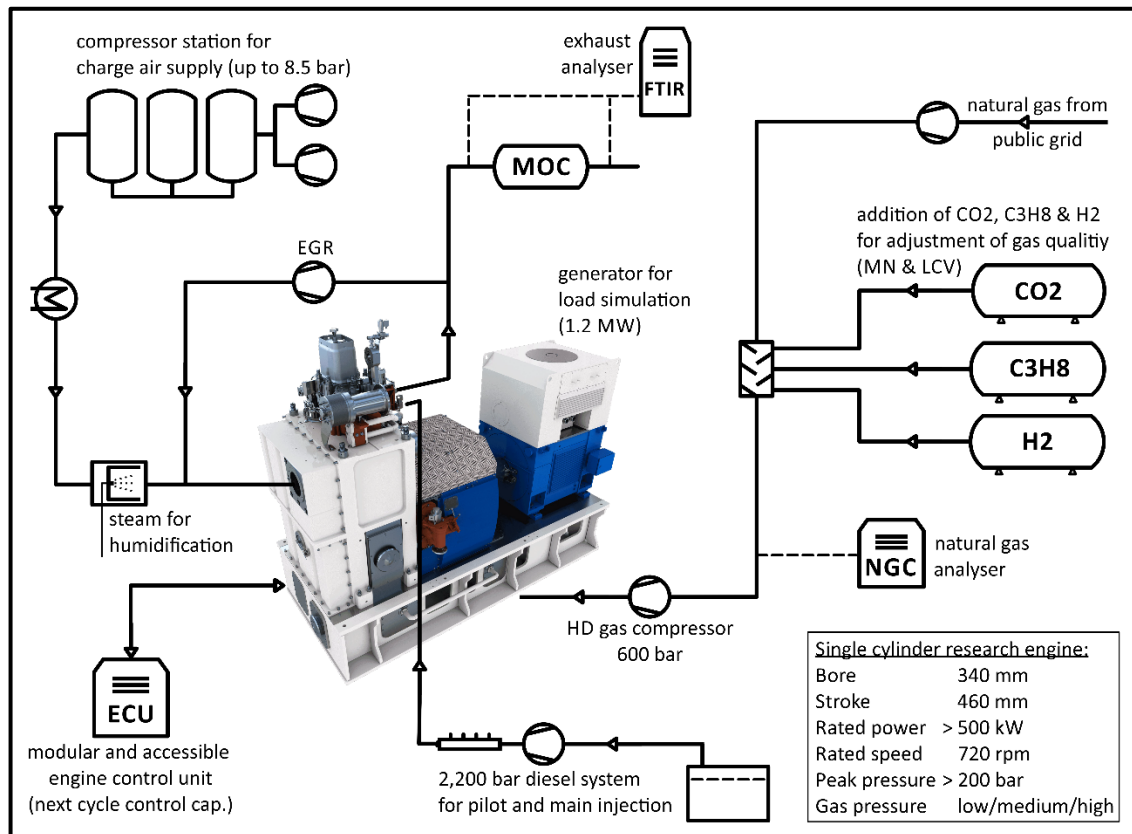 compressor station for
charge air supply (up to 8.5 bar)
exhaust
analyser
FTIR
MOC
natural gas from
public grid
EGR
generator for
load simulation
(1.2 MW)
addition of CO2, C3H8 & H2
for adjustment of gas qualitiy
(MN & LCV)
CO2
C3H8
H2
steam for
humidification
NGC
natural gas
analyser
HD gas compressor
600 bar
ECU
modular and accessible
engine control unit
(next cycle control cap.)
2,200 bar diesel system
for pilot and main injection
Single cylinder research engine:
Bore 340 mm
Stroke 460 mm
Rated power > 500 kW
Rated speed 720 rpm
Peak pressure > 200 bar
Gas pressure low/medium/high